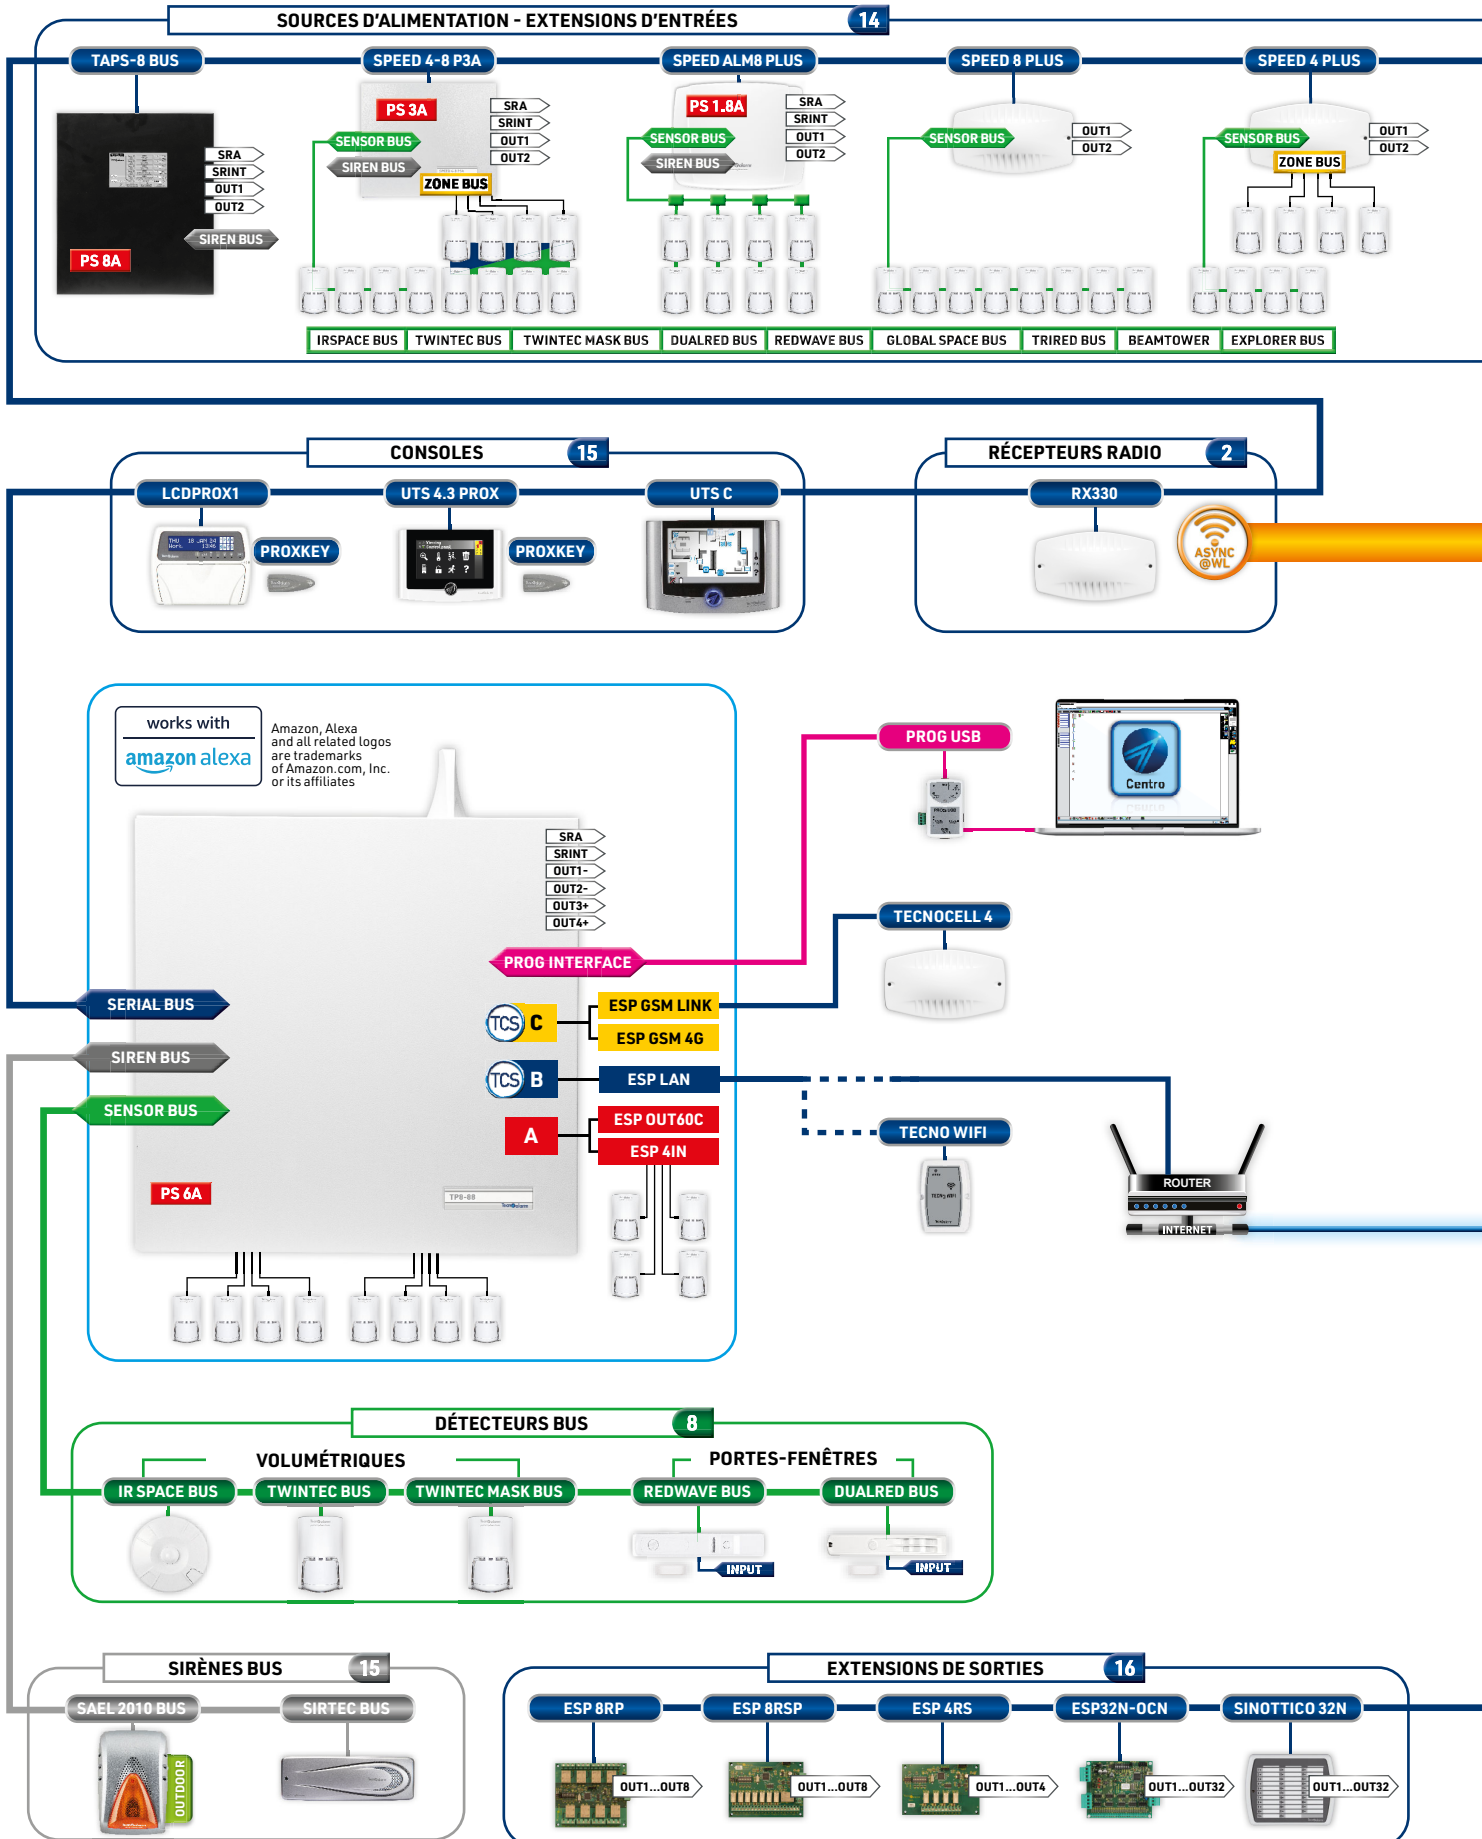 SOURCES D'ALIMENTATION - EXTENSIONS D'ENTRÉES 14
TAPS-8 BUS
SPEED 4-8 P3A
SPEED ALM8 PLUS
SPEED 8 PLUS
SPEED 4 PLUS
PS 8A
SRA
SRINT
OUT1
OUT2
SIREN BUS
PS 3A
SENSOR BUS
SIREN BUS
ZONE BUS
SRA
SRINT
OUT1
OUT2
PS 1.8A
SENSOR BUS
SIREN BUS
SRA
SRINT
OUT1
OUT2
SENSOR BUS
OUT1
OUT2
SENSOR BUS
ZONE BUS
OUT1
OUT2
IRSPACE BUS
TWINTEC BUS
TWINTEC MASK BUS
DUALRED BUS
REDWAVE BUS
GLOBAL SPACE BUS
TRIRED BUS
BEAMTOWER
EXPLORER BUS
CONSOLES 15
LCDPROX1
UTS 4.3 PROX
UTS C
THU 18 JAN 24
Work. 13:46
PROXKEY
PROXKEY
RÉCEPTEURS RADIO 2
RX330
ASYNC
@WL
works with
amazon alexa
Amazon, Alexa
and all related logos
are trademarks
of Amazon.com, Inc.
or its affiliates
SRA
SRINT
OUT1-
OUT2-
OUT3+
OUT4+
PROG INTERFACE
SERIAL BUS
SIREN BUS
SENSOR BUS
TCS C
ESP GSM LINK
ESP GSM 4G
TCS B
ESP LAN
A
ESP OUT60C
ESP 4IN
PS 6A
TP8-88
PROG USB
Centro
TECNOCELL 4
TECNO WIFI
ROUTER
INTERNET
DÉTECTEURS BUS 8
VOLUMÉTRIQUES
PORTES-FENÊTRES
IR SPACE BUS
TWINTEC BUS
TWINTEC MASK BUS
REDWAVE BUS
DUALRED BUS
INPUT
INPUT
SIRÈNES BUS 15
SAEL 2010 BUS
SIRTEC BUS
OUTDOOR
EXTENSIONS DE SORTIES 16
ESP 8RP
ESP 8RSP
ESP 4RS
ESP32N-OCN
SINOTTICO 32N
OUT1...OUT8
OUT1...OUT8
OUT1...OUT4
OUT1...OUT32
OUT1...OUT32